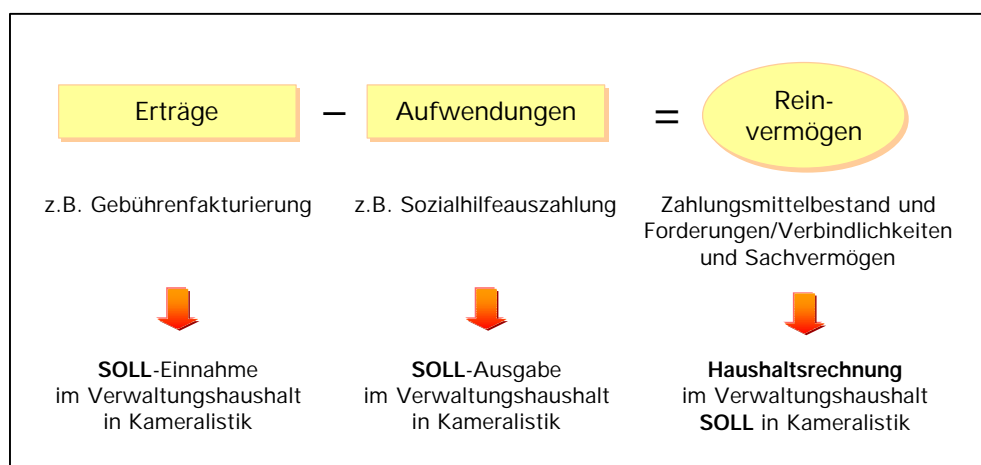 Erträge
–
Aufwendungen
=
Rein-
vermögen
z.B. Gebührenfakturierung
z.B. Sozialhilfeauszahlung
Zahlungsmittelbestand und
Forderungen/Verbindlichkeiten
und Sachvermögen
SOLL-Einnahme
im Verwaltungshaushalt
in Kameralistik
SOLL-Ausgabe
im Verwaltungshaushalt
in Kameralistik
Haushaltsrechnung
im Verwaltungshaushalt
SOLL in Kameralistik